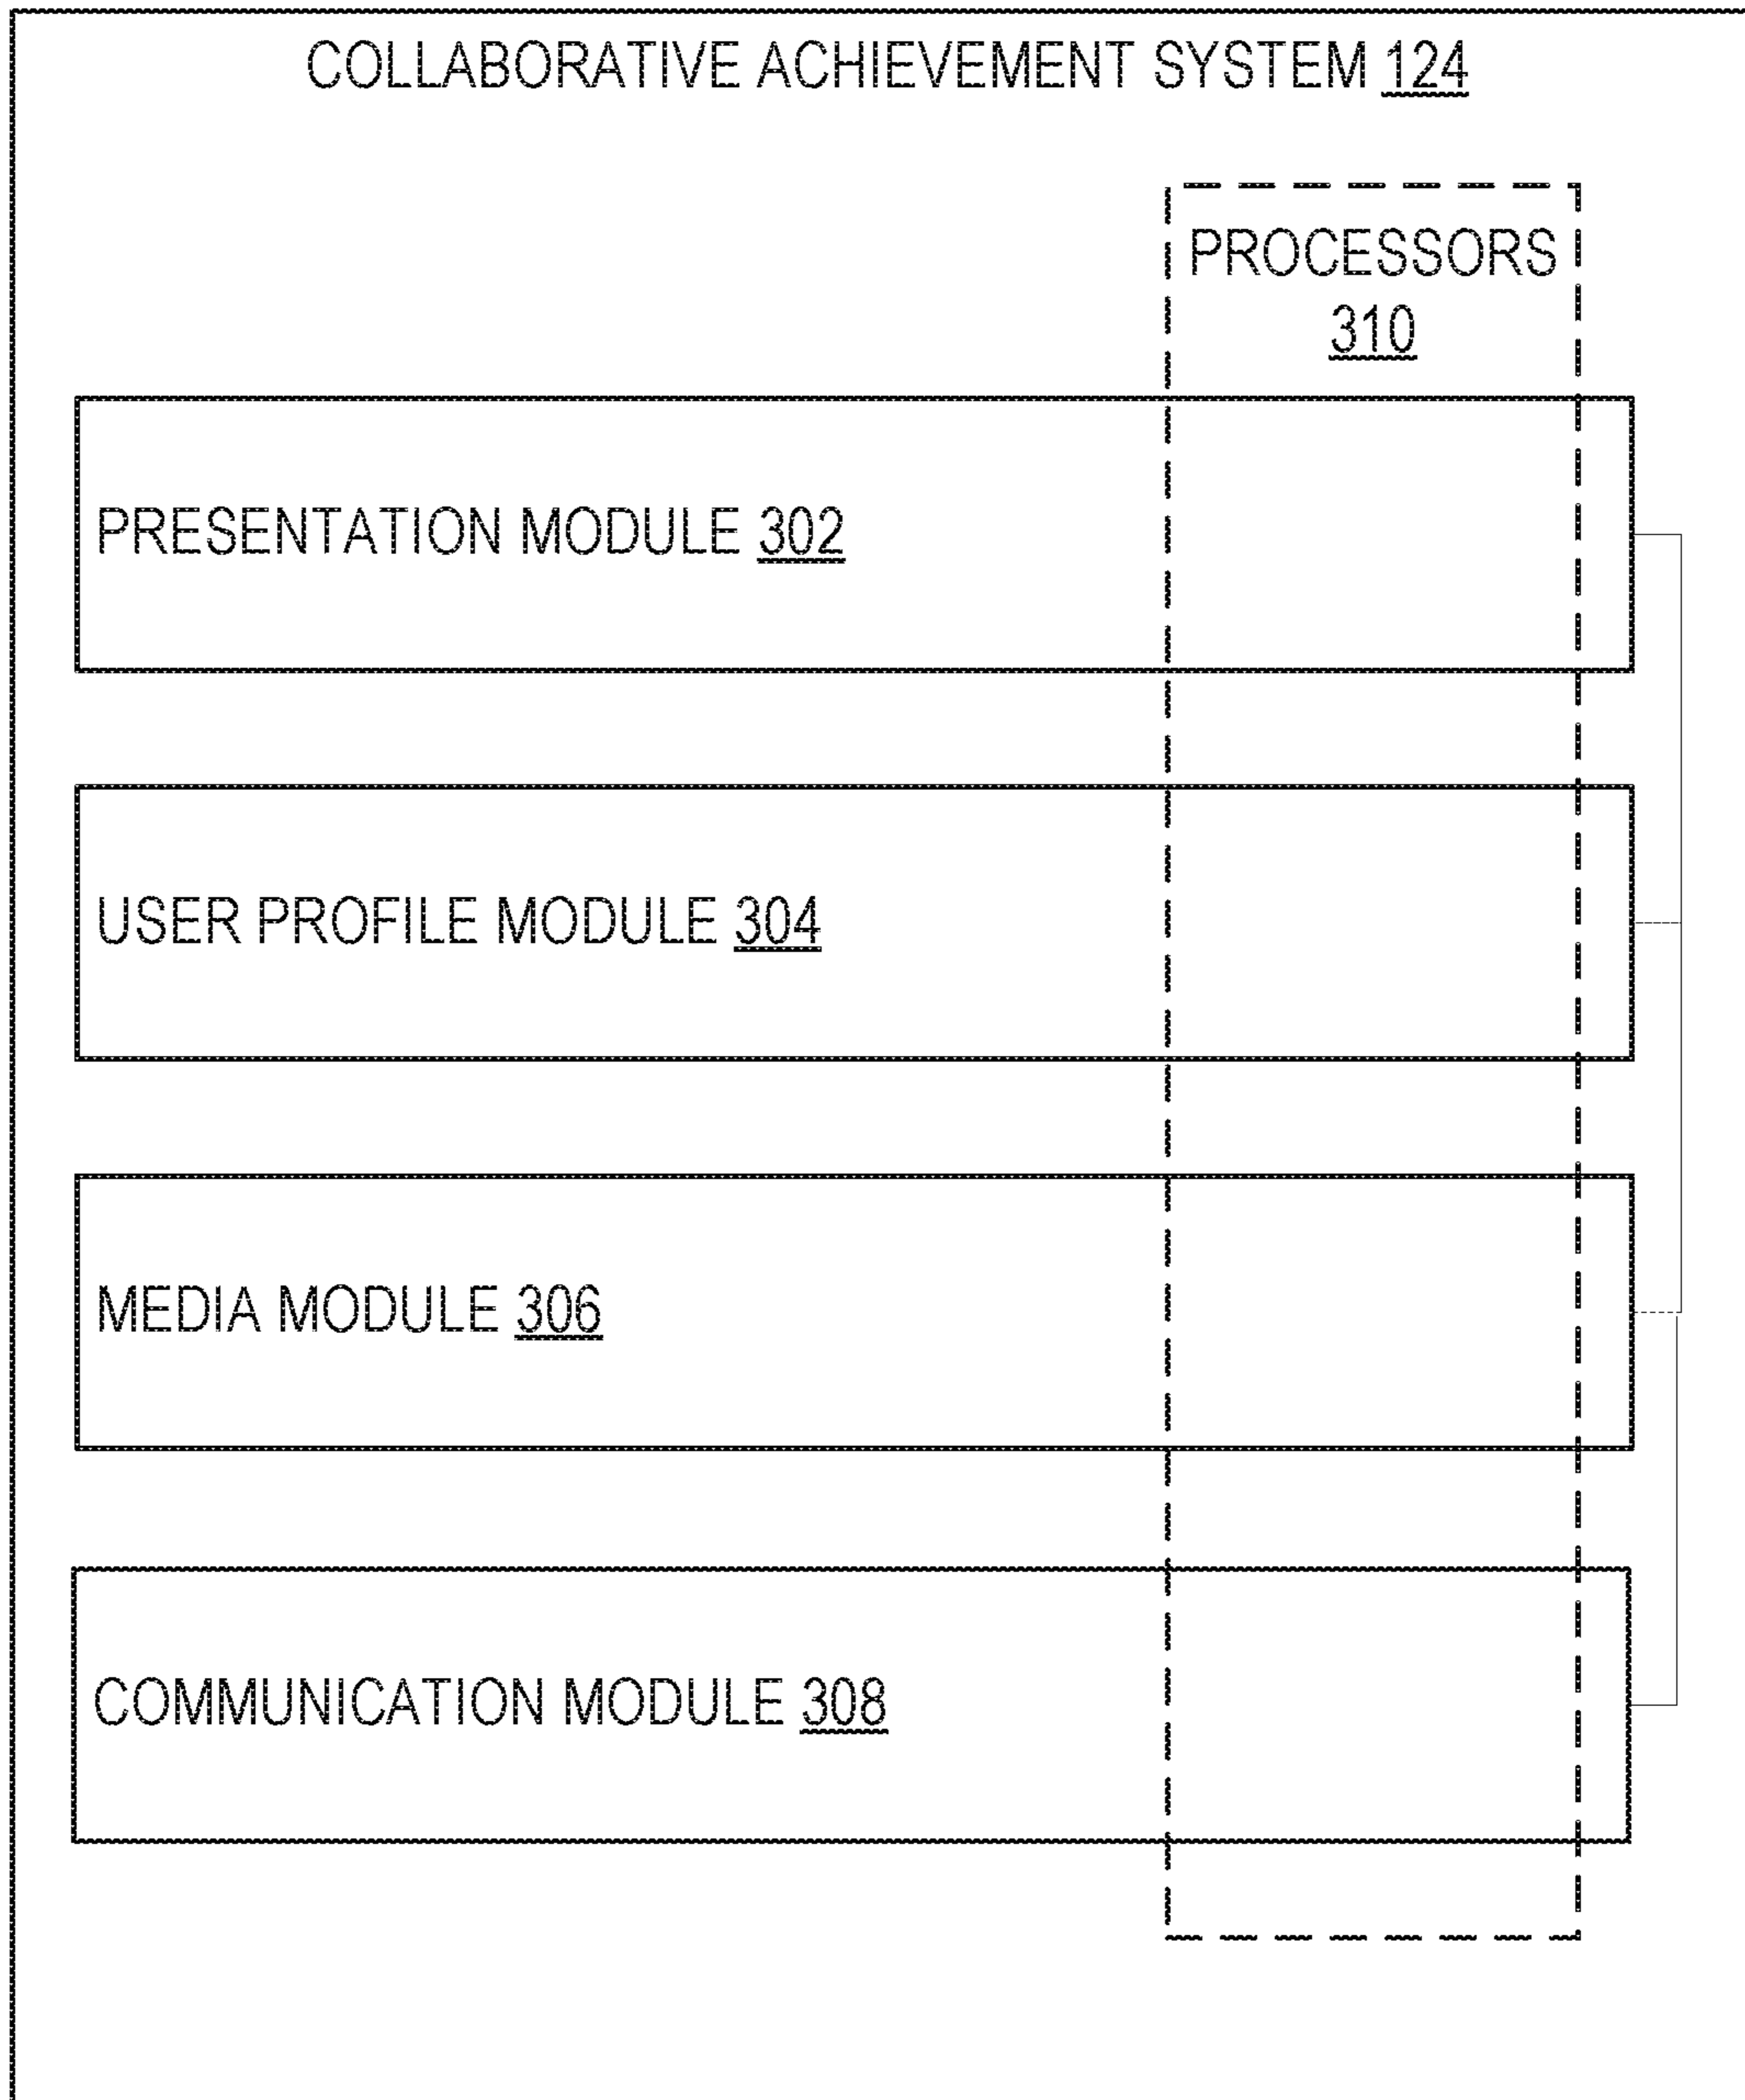 COLLABORATIVE ACHIEVEMENT SYSTEM 124
PROCESSORS
310
PRESENTATION MODULE 302
USER PROFILE MODULE 304
MEDIA MODULE 306
COMMUNICATION MODULE 308